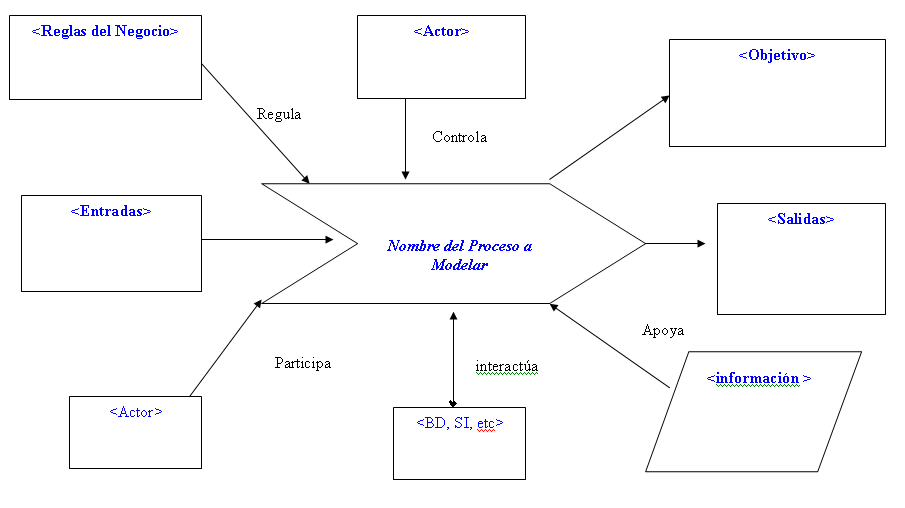 <Reglas del Negocio>
<Actor>
<Objetivo>
Regula
Controla
<Entradas>
Nombre del Proceso a
Modelar
<Salidas>
Participa
interactúa
Apoya
<información >
<Actor>
<BD, SI, etc>